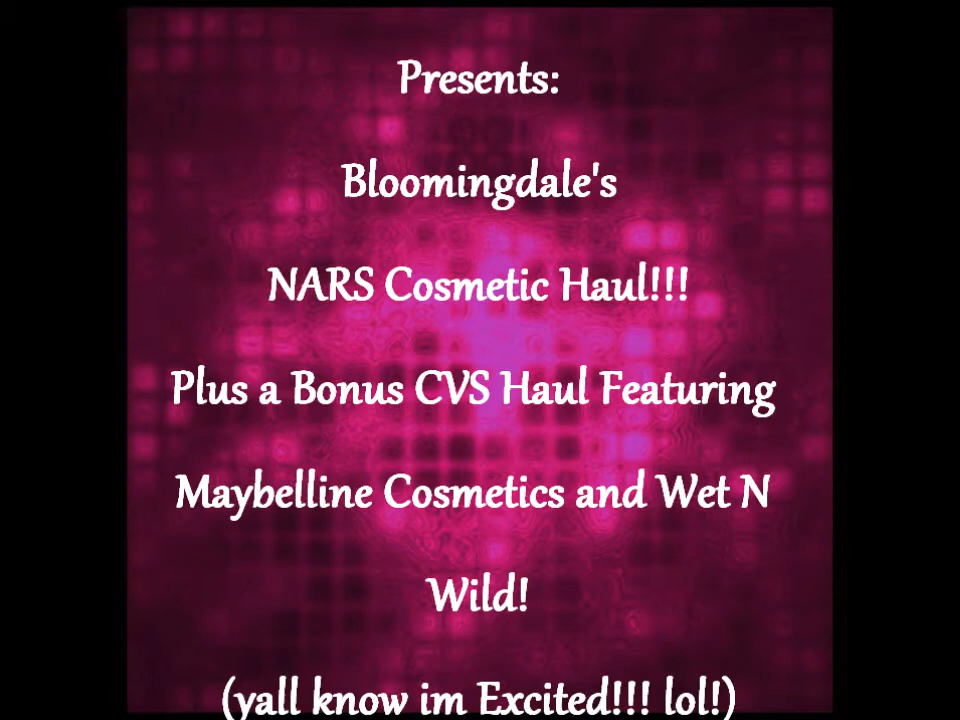 Presents:
Bloomingdale's
NARS Cosmetic Haul!!!
Plus a Bonus CVS Haul Featuring
Maybelline Cosmetics and Wet N
Wild!
(yall know im Excited!!! lol!)